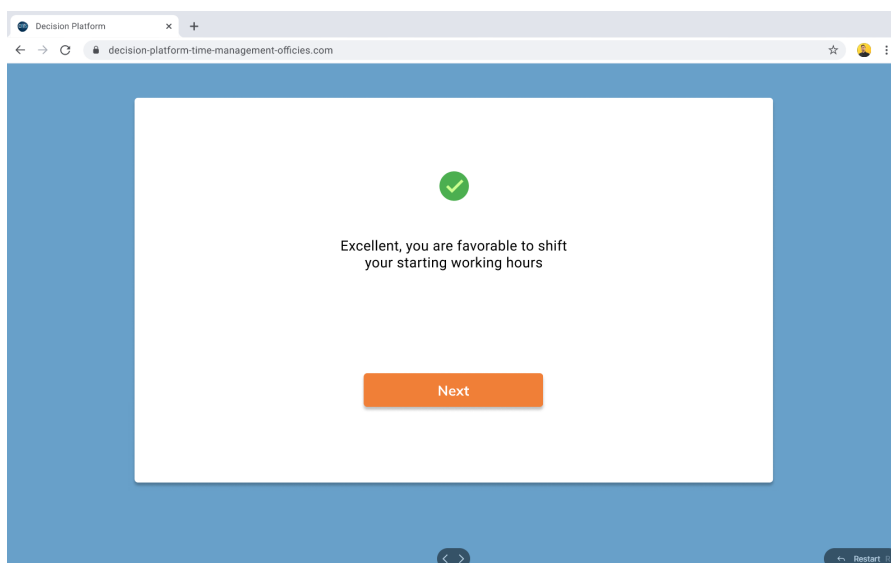 Decision Platform
decision-platform-time-management-officies.com
Excellent, you are favorable to shift
your starting working hours
Next
Restart